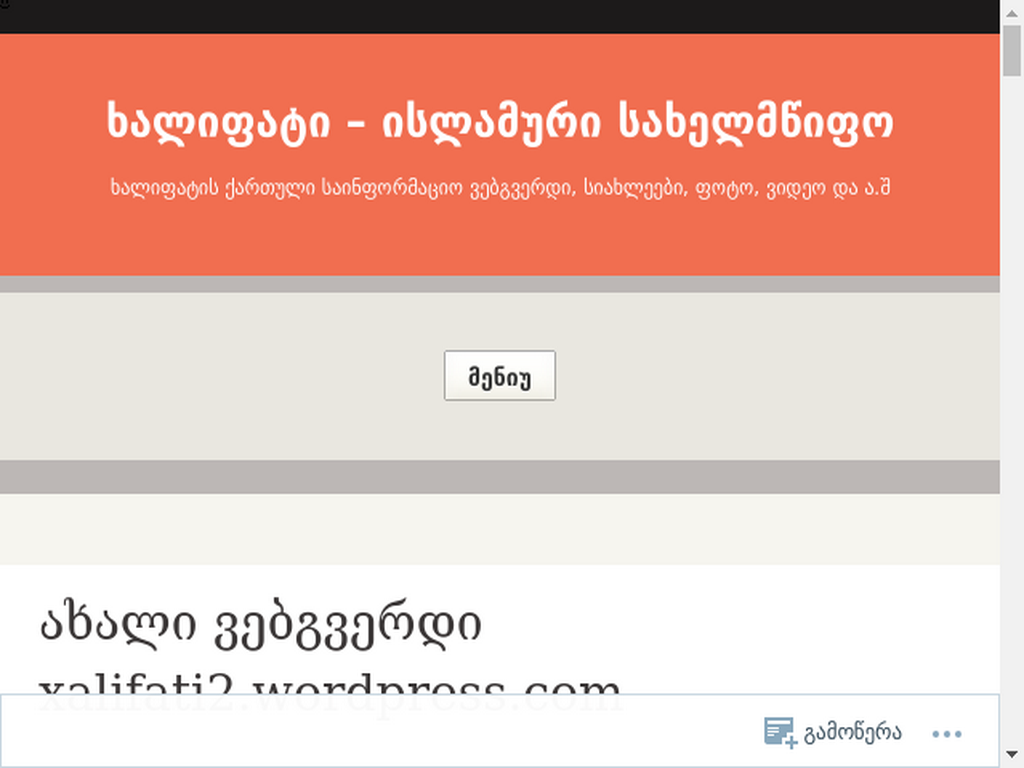 ხალიფატი – ისლამური სახელმწიფო
ხალიფატის ქართული საინფორმაციო ვებგვერდი, სიახლეები, ფოტო, ვიდეო და ა.შ
მენიუ
ახალი ვებგვერდი
xalifati2.wordpress.com
გამოწერა